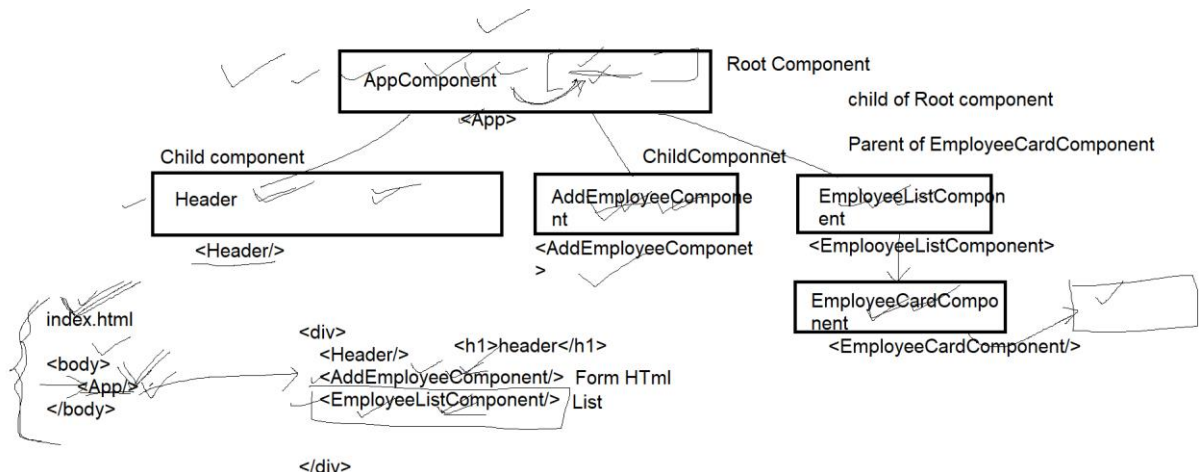 Root Component
AppComponent
child of Root component
<App>
Parent of EmployeeCardComponent
Child component
ChildComponnet
Header
AddEmployeeCompone
nt
EmployeeListCompon
ent
<Header/>
<AddEmployeeComponet
>
<EmplooyeeListComponent>
EmployeeCardCompo
nent
<EmployeeCardComponent/>
index.html
<body>
<App/>
</body>
<div>
<Header/> <h1>header</h1>
<AddEmployeeComponent/> Form HTml
<EmployeeListComponent/> List
</div>